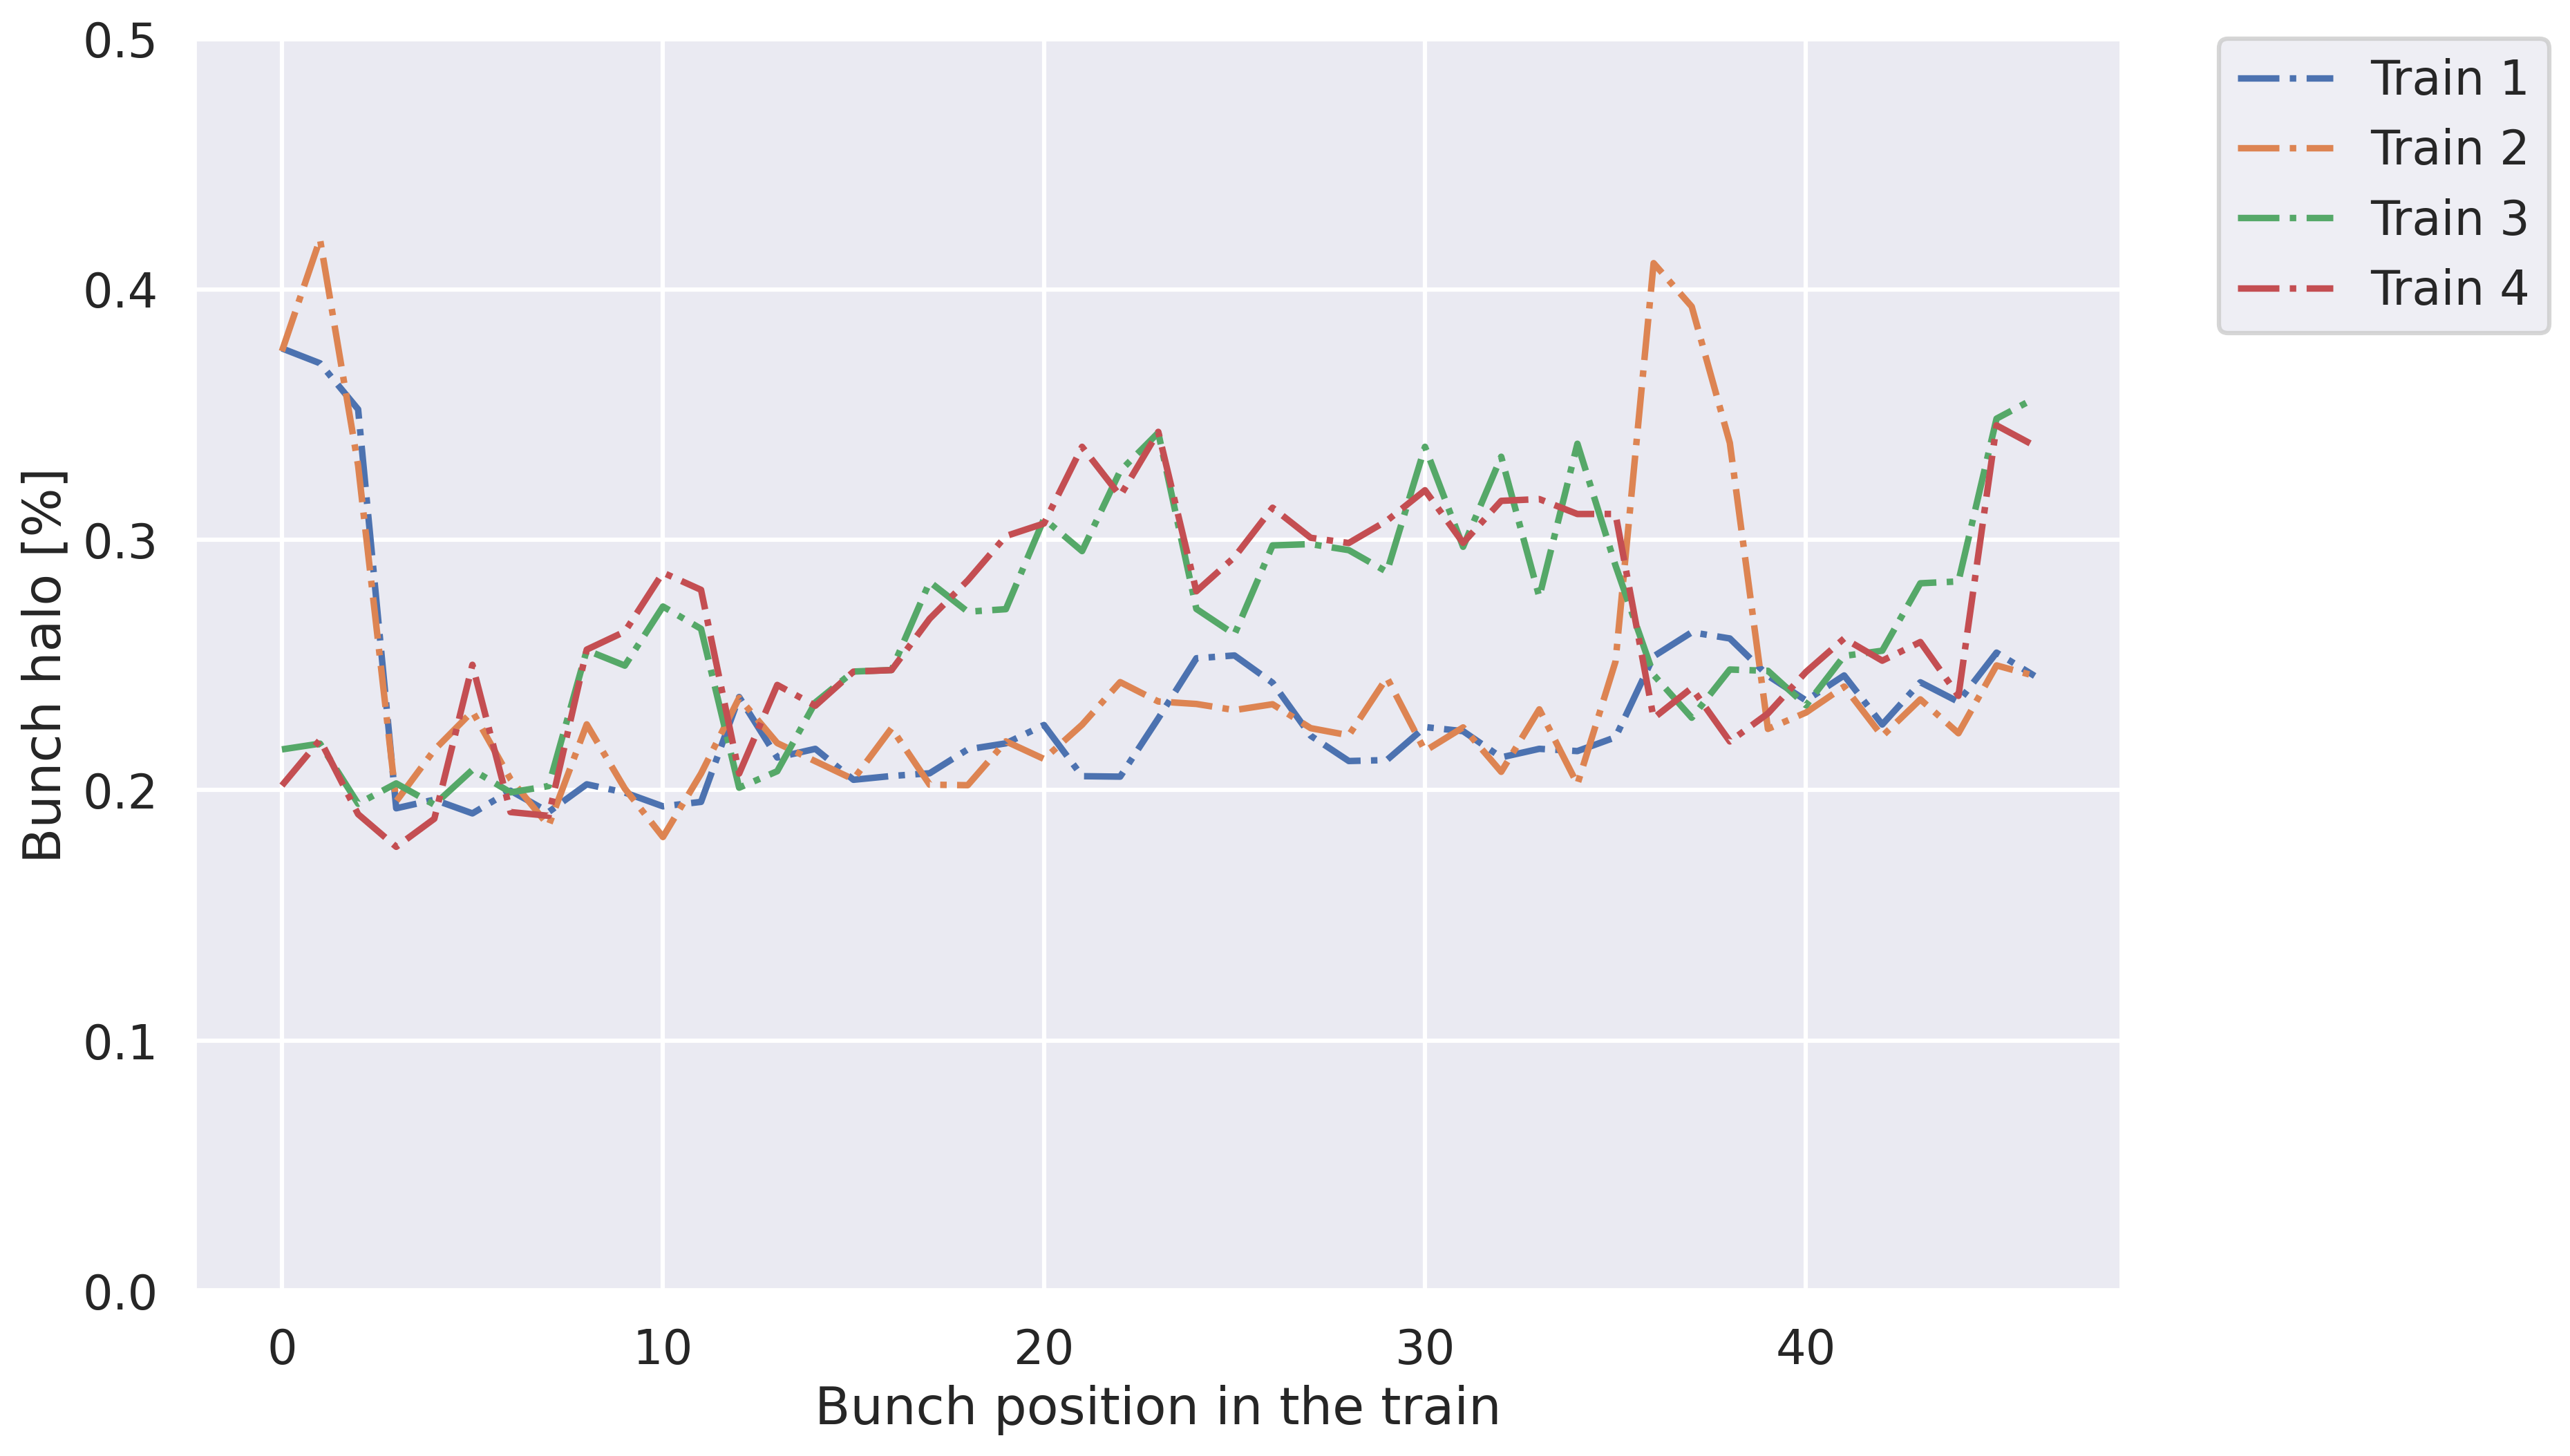 0.5
0.4
0.3
0.2
0.1
0.0
Bunch halo [%]
0 10 20 30 40
Bunch position in the train
Train 1
Train 2
Train 3
Train 4